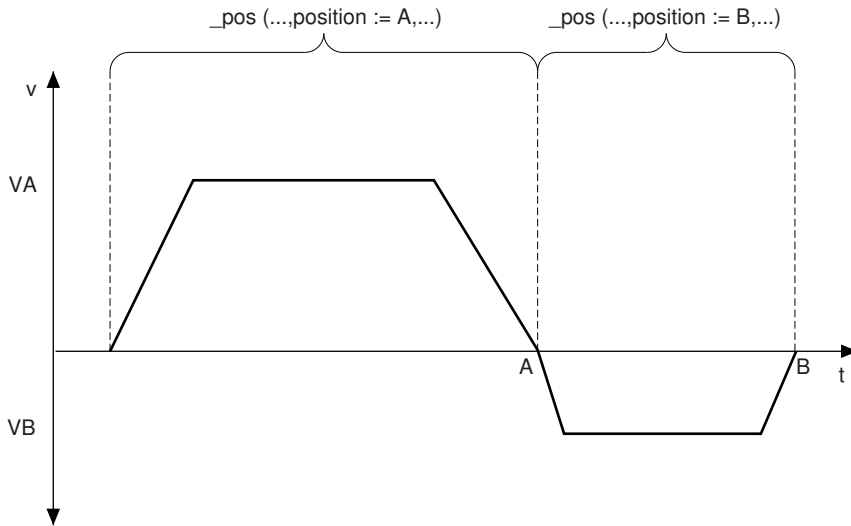 _pos (...,position := A,...)
_pos (...,position := B,...)
v
VA
A
B
t
VB